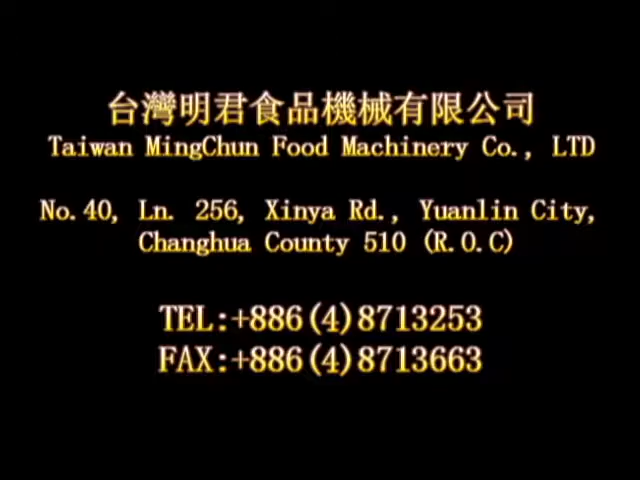 台灣明君食品機械有限公司
Taiwan MingChun Food Machinery Co., LTD
No.40, Ln. 256, Xinya Rd., Yuanlin City,
Changhua County 510 (R.O.C)
TEL:+886(4)8713253
FAX:+886(4)8713663